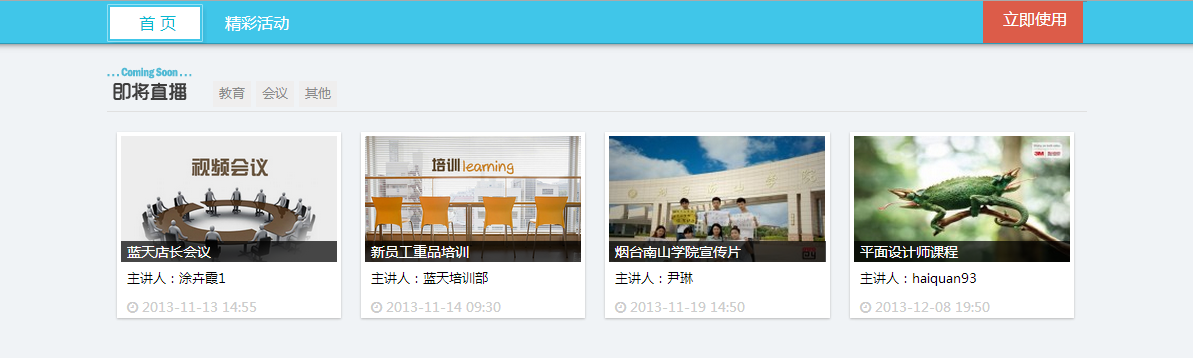 首 页
精彩活动
立即使用
...Coming Soon...
即将直播
教育
会议
其他
视频会议
蓝天店长会议
主讲人：涂卉霞1
2013-11-13 14:55
培训 learning
新员工重品培训
主讲人：蓝天培训部
2013-11-14 09:30
烟台南山学院宣传片
主讲人：尹琳
2013-11-19 14:50
3M
平面设计师课程
主讲人：haiquan93
2013-12-08 19:50